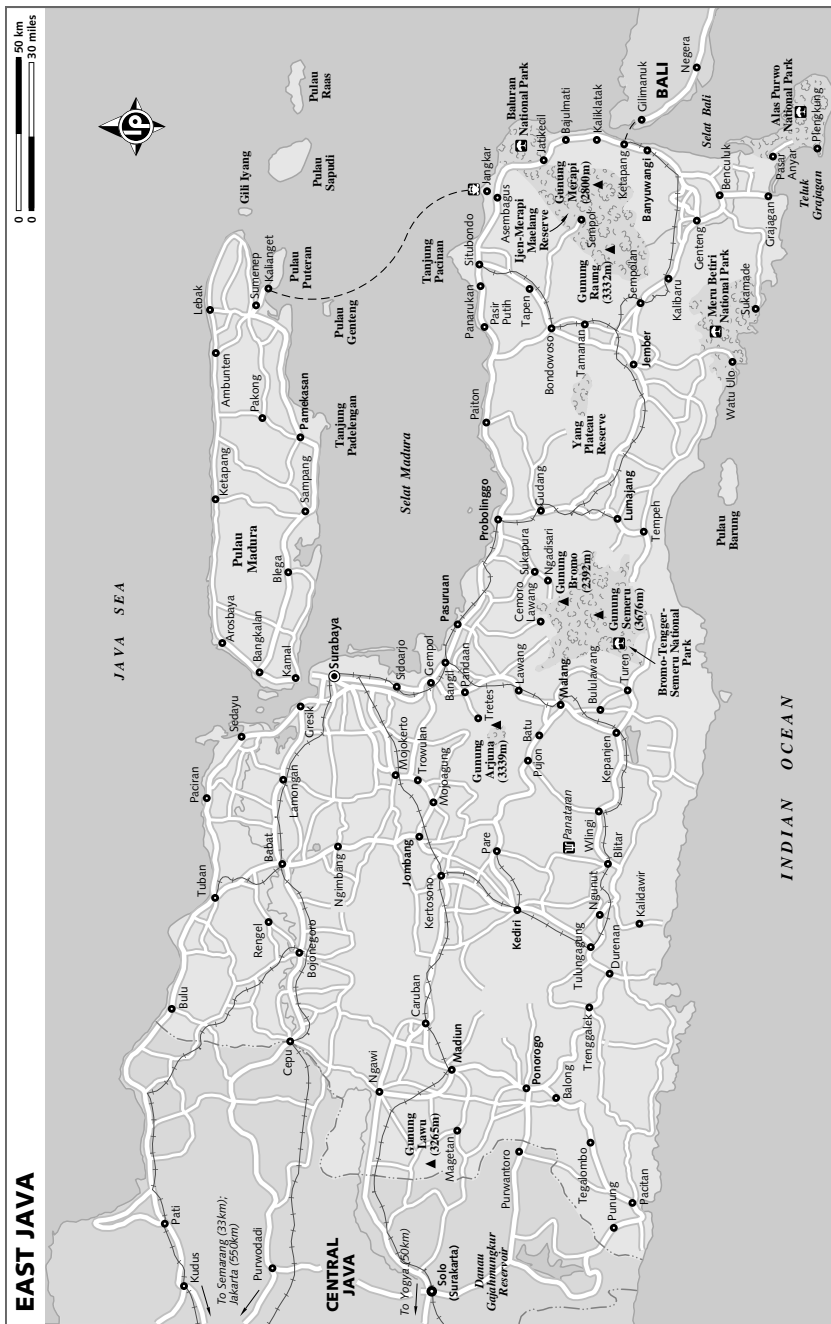 EAST JAVA
0 50 km
0 30 miles
JAVA SEA
Gili Iyang
Pulau
Sapudi
Pulau
Raas
Lebak
Ambunten
Sumenep
Kalianget
Pulau
Puteran
Pulau
Genteng
Pakong
Pamekasan
Tanjung
Padelengan
Ketapang
Sampang
Pulau
Madura
Blega
Arosbaya
Bangkalan
Kamal
Selat Madura
Surabaya
Gresik
Sedayu
Paciran
Lamongan
Tuban
Babat
Ngimbang
Rengel
Bojonegoro
Bulu
Cepu
Pati
Kudus
To Semarang (33km);
Jakarta (550km)
Purwodadi
CENTRAL
JAVA
To Yogya (50km)
Solo
(Surakarta)
Danau
Gajahmungkur
Reservoir
Ngawi
Gunung
Lawu
(3265m)
Magetan
Madiun
Caruban
Purwantoro
Ponorogo
Balong
Tegalombo
Punung
Pacitan
Trenggalek
Durenan
Tulungagung
Ngunut
Kalidawir
Kertosono
Kediri
Pare
Jombang
Mojoagung
Trowulan
Mojokerto
Sidoarjo
Gempol
Bangil
Pandaan
Tretes
Gunung
Arjuna
(3339m)
Pasuruan
Lawang
Malang
Batu
Pujon
Bululawang
Turen
Kepanjen
Panataran
Wlingi
Blitar
Bromo-Tengger-
Semeru National
Park
Gunung
Semeru
(3676m)
Gunung
Bromo
(2392m)
Cemoro
Lawang
Sukapura
Ngadisari
Probolinggo
Gudang
Lumajang
Tempeh
Pulau
Barung
Paiton
Yang
Plateau
Reserve
Jember
Watu Ulo
Panarukan
Pasir
Putih
Situbondo
Tanjung
Pacinan
Tapen
Bondowoso
Tamanan
Jangkar
Asembagus
Ijen-Merapi
Maelang
Reserve
Gunung
Merapi
(2800m)
Sempol
Gunung
Raung
(3332m)
Sempolan
Kalibaru
Genteng
Meru Betiri
National Park
Sukamade
Baluran
National Park
Jatikecil
Bajulmati
Kaliklatak
Ketapang
Banyuwangi
Benculuk
Grajagan
Pasar
Anyar
Teluk
Grajagan
Plengkung
Alas Purwo
National Park
Selat Bali
BALI
Gilimanuk
Negera
INDIAN OCEAN
lp